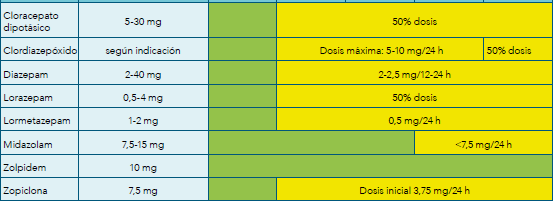 Cloracepato
dipotásico
5-30 mg
50% dosis
Clordiazepóxido
según indicación
Dosis máxima: 5-10 mg/24 h
50% dosis
Diazepam
2-40 mg
2-2,5 mg/12-24 h
Lorazepam
0,5-4 mg
50% dosis
Lormetazepam
1-2 mg
0,5 mg/24 h
Midazolam
7,5-15 mg
<7,5 mg/24 h
Zolpidem
10 mg
Zopiclona
7,5 mg
Dosis inicial 3,75 mg/24 h